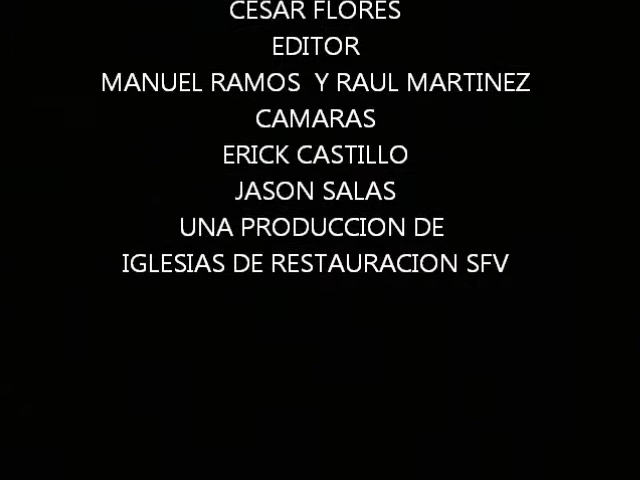 CESAR FLORES
EDITOR
MANUEL RAMOS Y RAUL MARTINEZ
CAMARAS
ERICK CASTILLO
JASON SALAS
UNA PRODUCCION DE
IGLESIAS DE RESTAURACION SFV